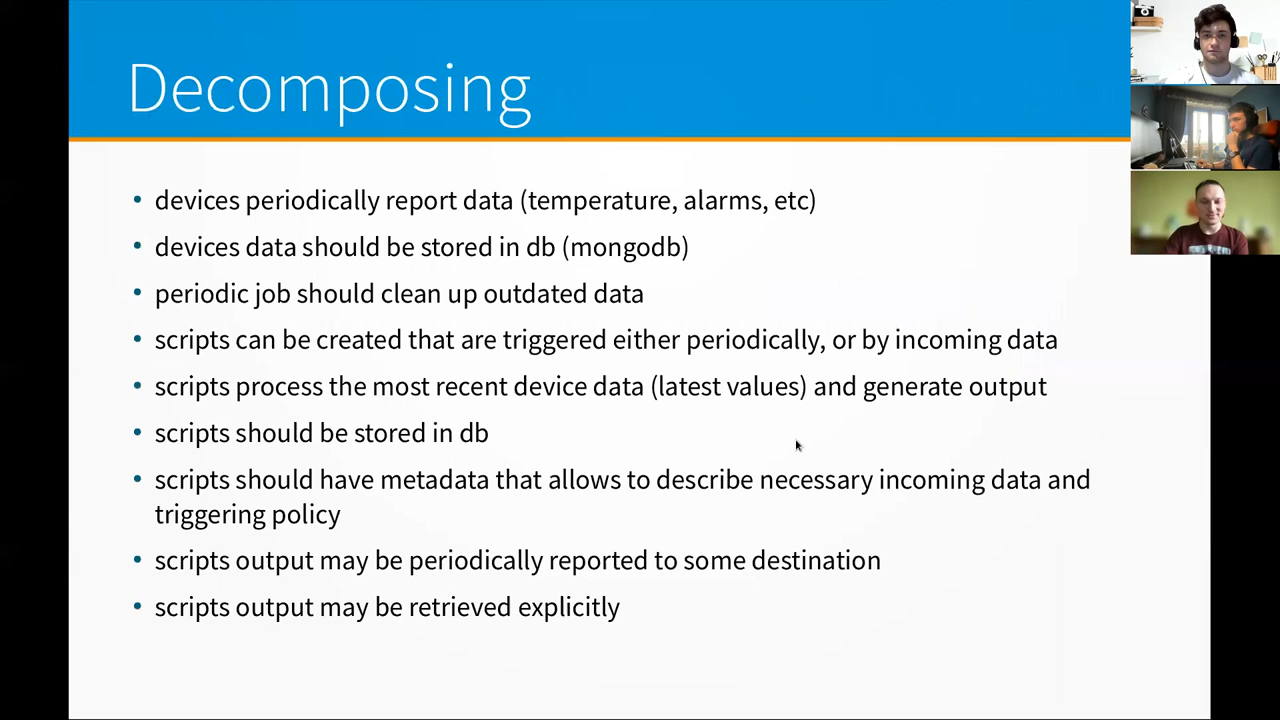 Decomposing
devices periodically report data (temperature, alarms, etc)
devices data should be stored in db (mongodb)
periodic job should clean up outdated data
scripts can be created that are triggered either periodically, or by incoming data
scripts process the most recent device data (latest values) and generate output
scripts should be stored in db
scripts should have metadata that allows to describe necessary incoming data and
triggering policy
scripts output may be periodically reported to some destination
scripts output may be retrieved explicitly